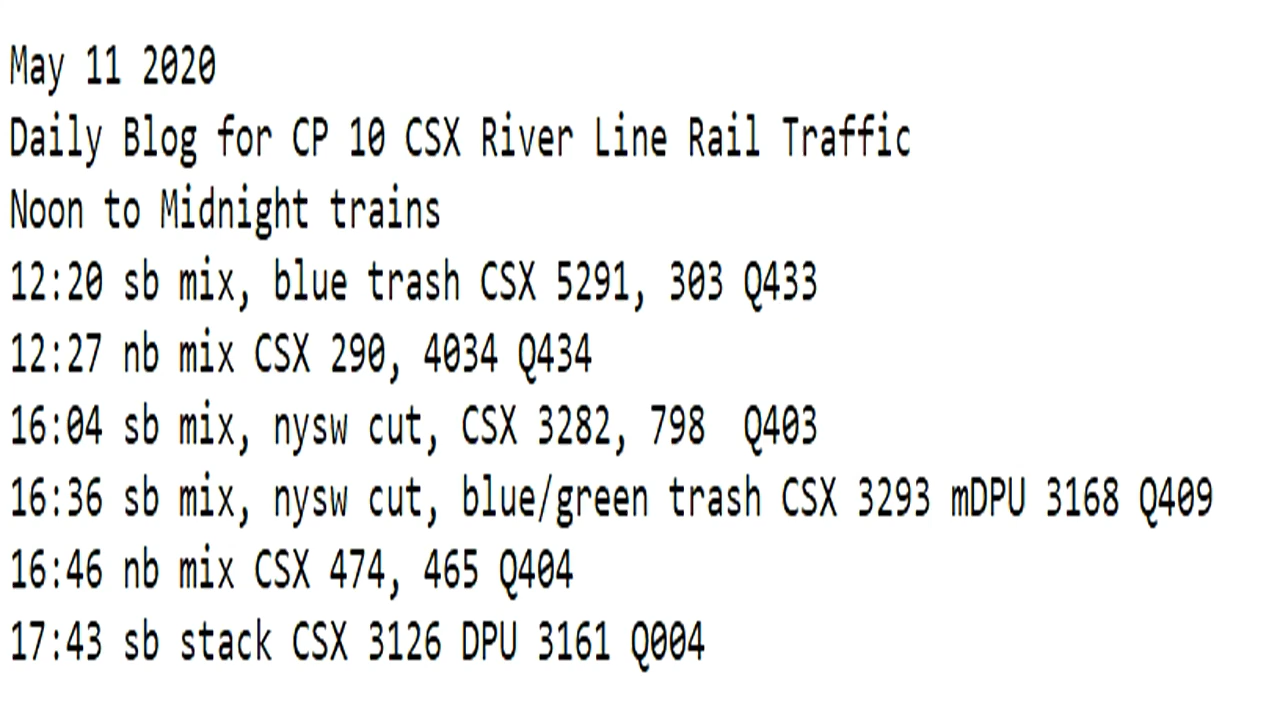 May 11 2020
Daily Blog for CP 10 CSX River Line Rail Traffic
Noon to Midnight trains
12:20 sb mix, blue trash CSX 5291, 303 Q433
12:27 nb mix CSX 290, 4034 Q434
16:04 sb mix, nysw cut, CSX 3282, 798  Q403
16:36 sb mix, nysw cut, blue/green trash CSX 3293 mDPU 3168 Q409
16:46 nb mix CSX 474, 465 Q404
17:43 sb stack CSX 3126 DPU 3161 Q004